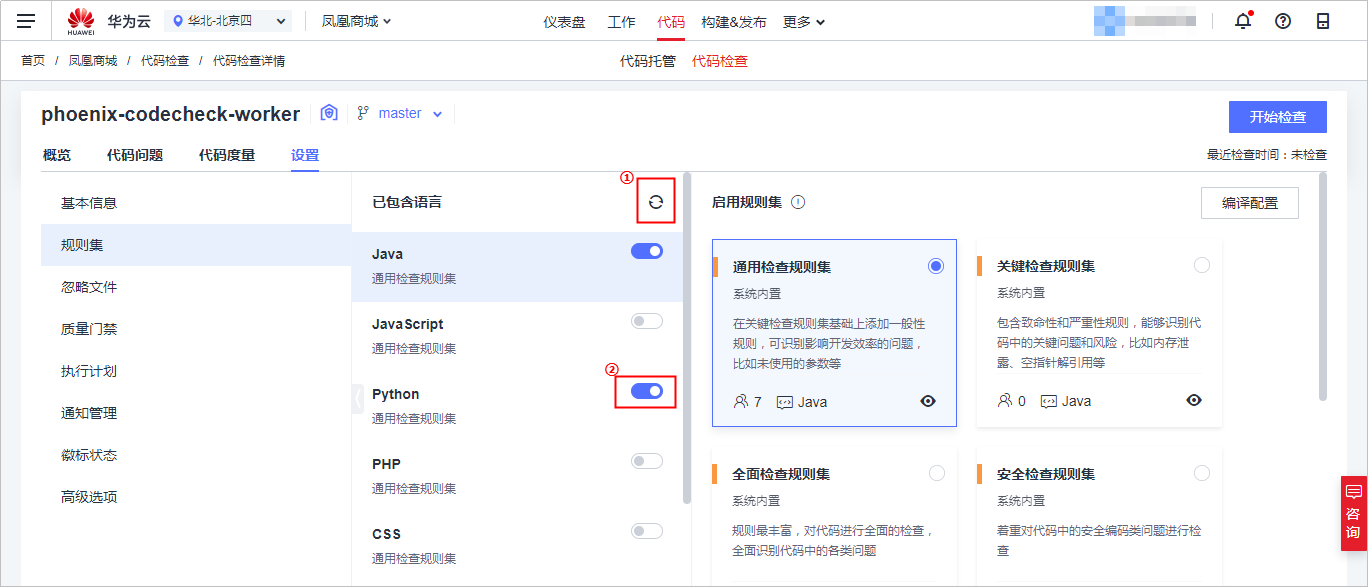 HUAWEI
华为云
华北-北京四
凤凰商城
仪表盘
工作
代码
构建&发布
更多
首页 / 凤凰商城 / 代码检查 / 代码检查详情
代码托管
代码检查
phoenix-codecheck-worker
master
开始检查
概览
代码问题
代码度量
设置
最近检查时间：未检查
基本信息
规则集
忽略文件
质量门禁
执行计划
通知管理
徽标状态
高级选项
已包含语言
①
Java
通用检查规则集
JavaScript
通用检查规则集
②
Python
通用检查规则集
PHP
通用检查规则集
CSS
通用检查规则集
启用规则集
编译配置
通用检查规则集
系统内置
在关键检查规则集基础上添加一般性
规则，可识别影响开发效率的问题，
比如未使用的参数等
7
Java
关键检查规则集
系统内置
包含致命性和严重性规则，能够识别代
码中的关键问题和风险，比如内存泄
露、空指针解引用等
0
Java
全面检查规则集
系统内置
规则最丰富，对代码进行全面的检查，
全面识别代码中的各类问题
安全检查规则集
系统内置
着重对代码中的安全编码类问题进行检
查
咨
询